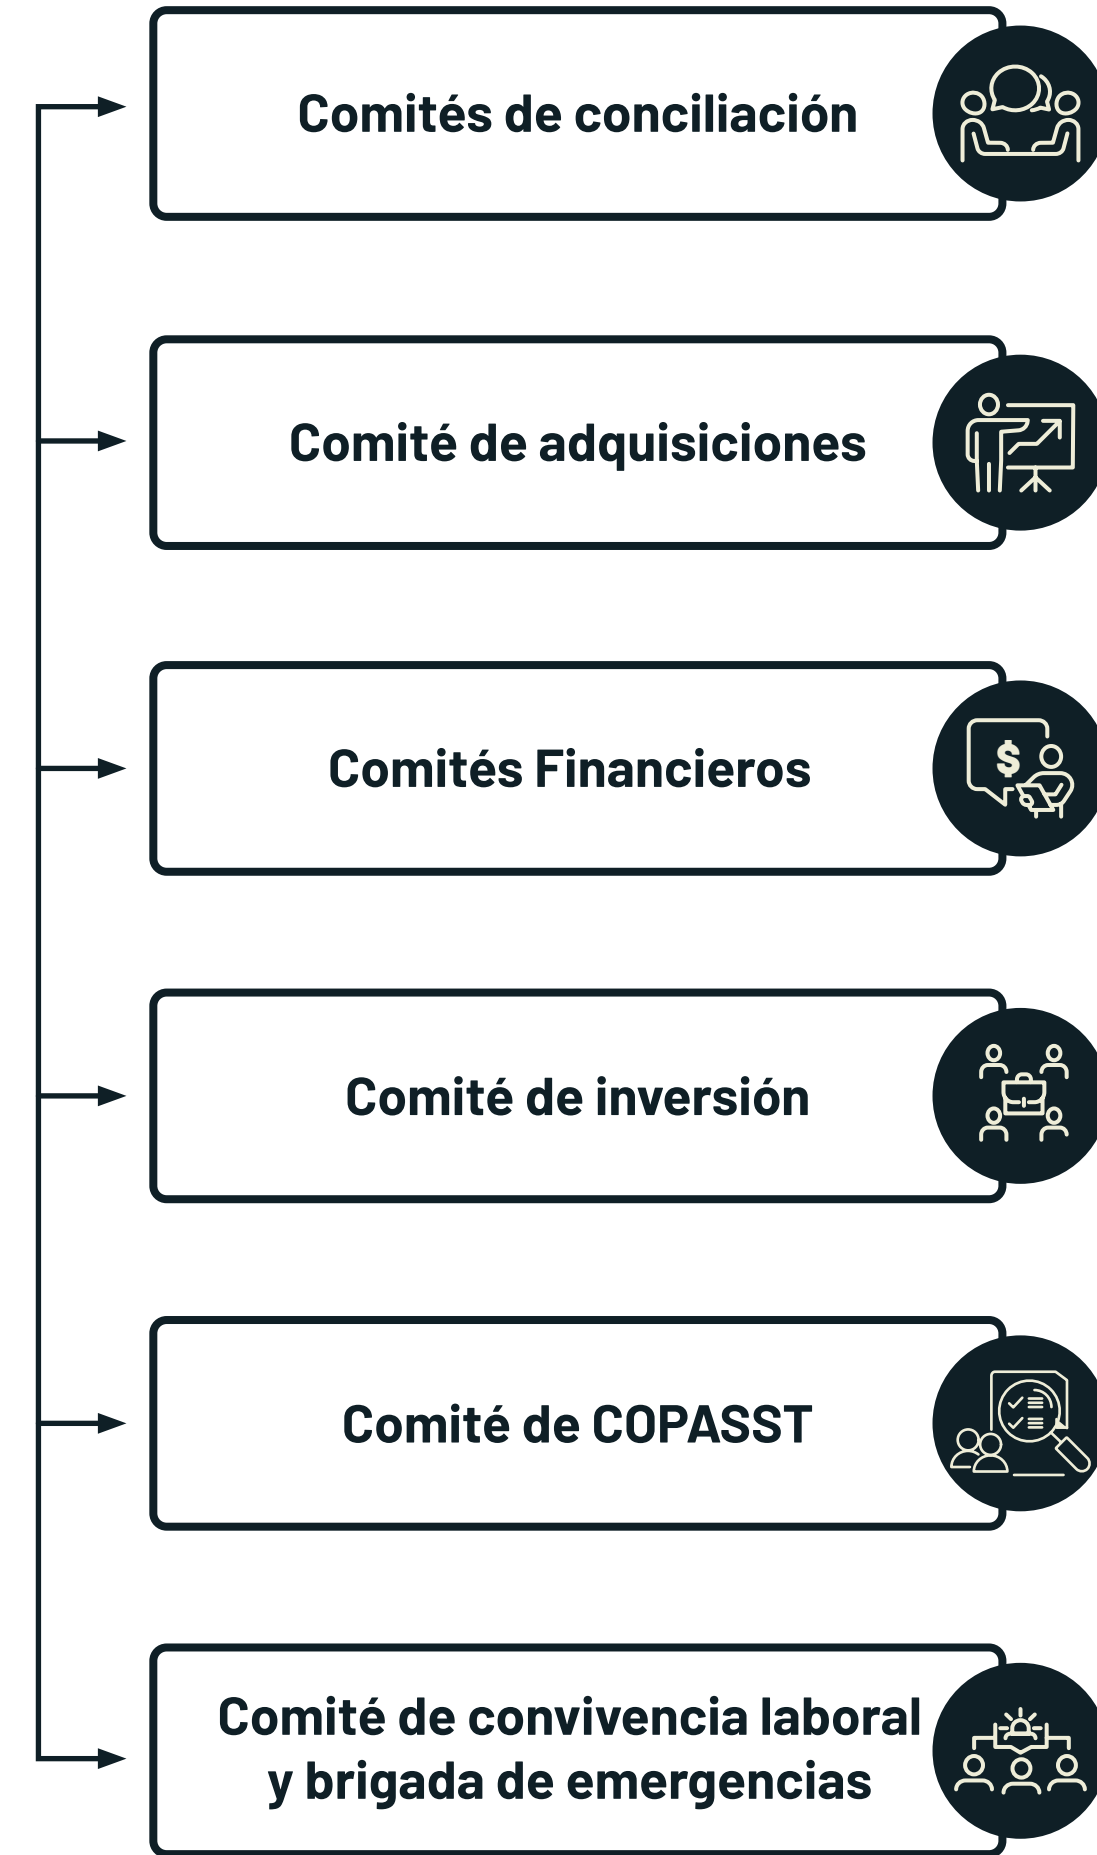 Comités de conciliación
Comité de adquisiciones
$
Comités Financieros
Comité de inversión
Comité de COPASST
Comité de convivencia laboral
y brigada de emergencias